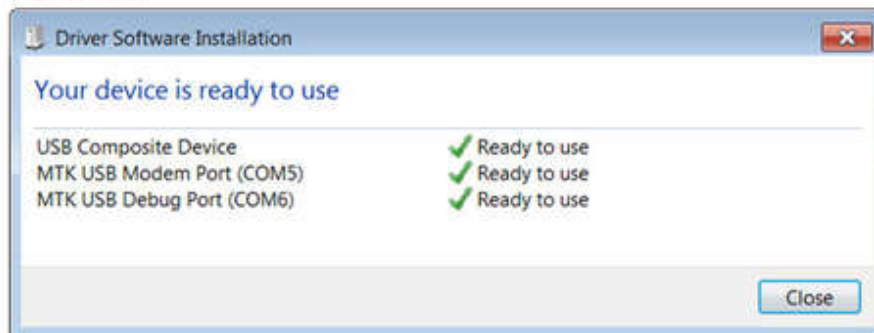 Driver Software Installation
Your device is ready to use
USB Composite Device Ready to use
MTK USB Modem Port (COM5) Ready to use
MTK USB Debug Port (COM6) Ready to use
Close